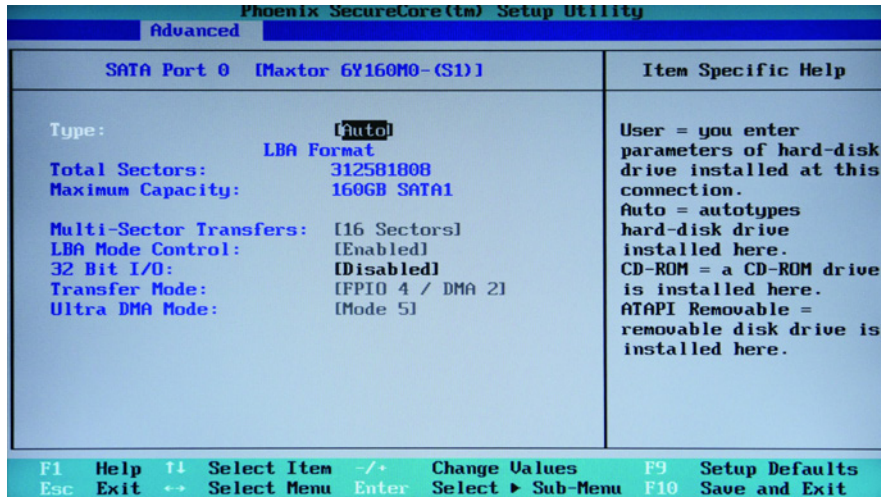 Phoenix SecureCore(tm) Setup Utility
Advanced
SATA Port 0 [Maxtor 6Y160M0-(S1)]
Item Specific Help
Type: [Auto]
LBA Format
Total Sectors: 312581808
Maximum Capacity: 160GB SATA1
Multi-Sector Transfers: [16 Sectors]
LBA Mode Control: [Enabled]
32 Bit I/O: [Disabled]
Transfer Mode: [FPIO 4 / DMA 2]
Ultra DMA Mode: [Mode 5]
User = you enter
parameters of hard-disk
drive installed at this
connection.
Auto = autotypes
hard-disk drive
installed here.
CD-ROM = a CD-ROM drive
is installed here.
ATAPI Removable =
removable disk drive is
installed here.
F1 Help ↑↓ Select Item -/+ Change Values F9 Setup Defaults
Esc Exit ↔ Select Menu Enter Select ▶ Sub-Menu F10 Save and Exit